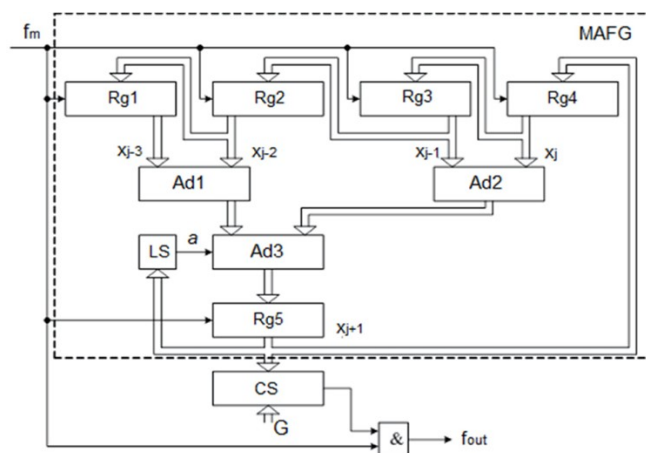 fm
MAFG
Rg1
Rg2
Rg3
Rg4
xj-3
xj-2
xj-1
xj
Ad1
Ad2
LS
a
Ad3
Rg5
xj+1
CS
G
&
fout